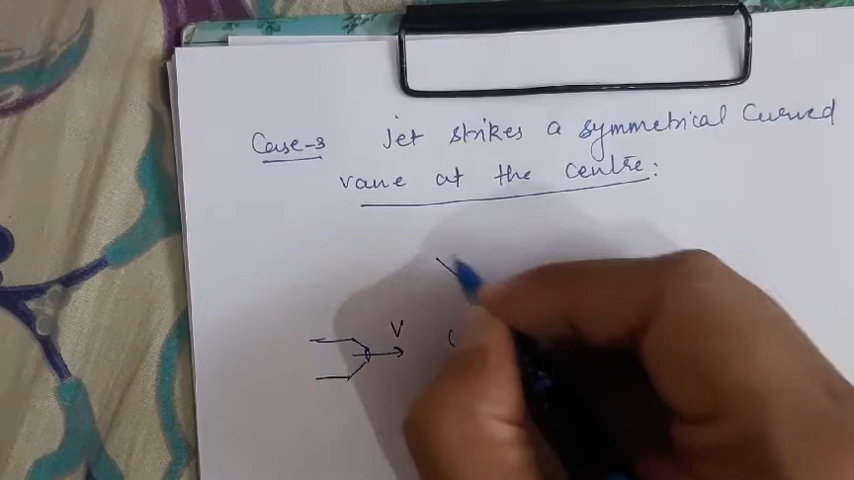 Case-3 Jet strikes a symmetrical Curved
vane at the centre:
V